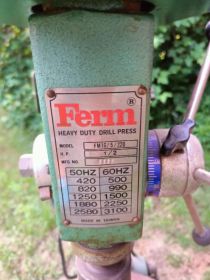 Ferm ®
HEAVY DUTY DRILL PRESS
MODEL
H.P. 1/2
MFG NO.
50HZ 60HZ
420 500
820 990
1250 1500
1880 2250
2580 3100
MADE IN TAIWAN